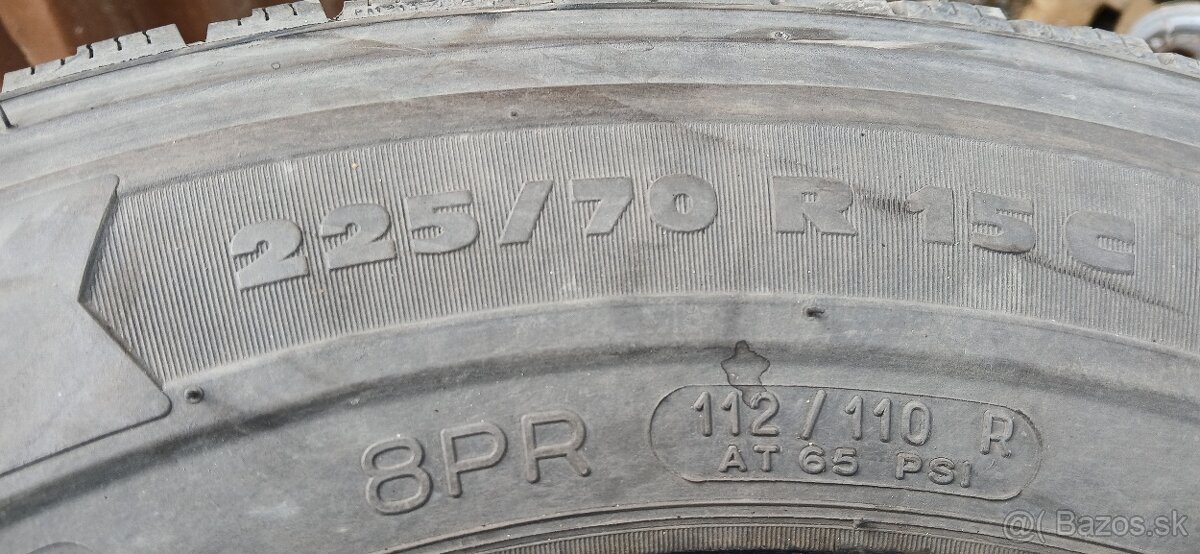 225/70 R 15 C
8PR
112/110 R
AT 65 PSI
@( Bazos.sk